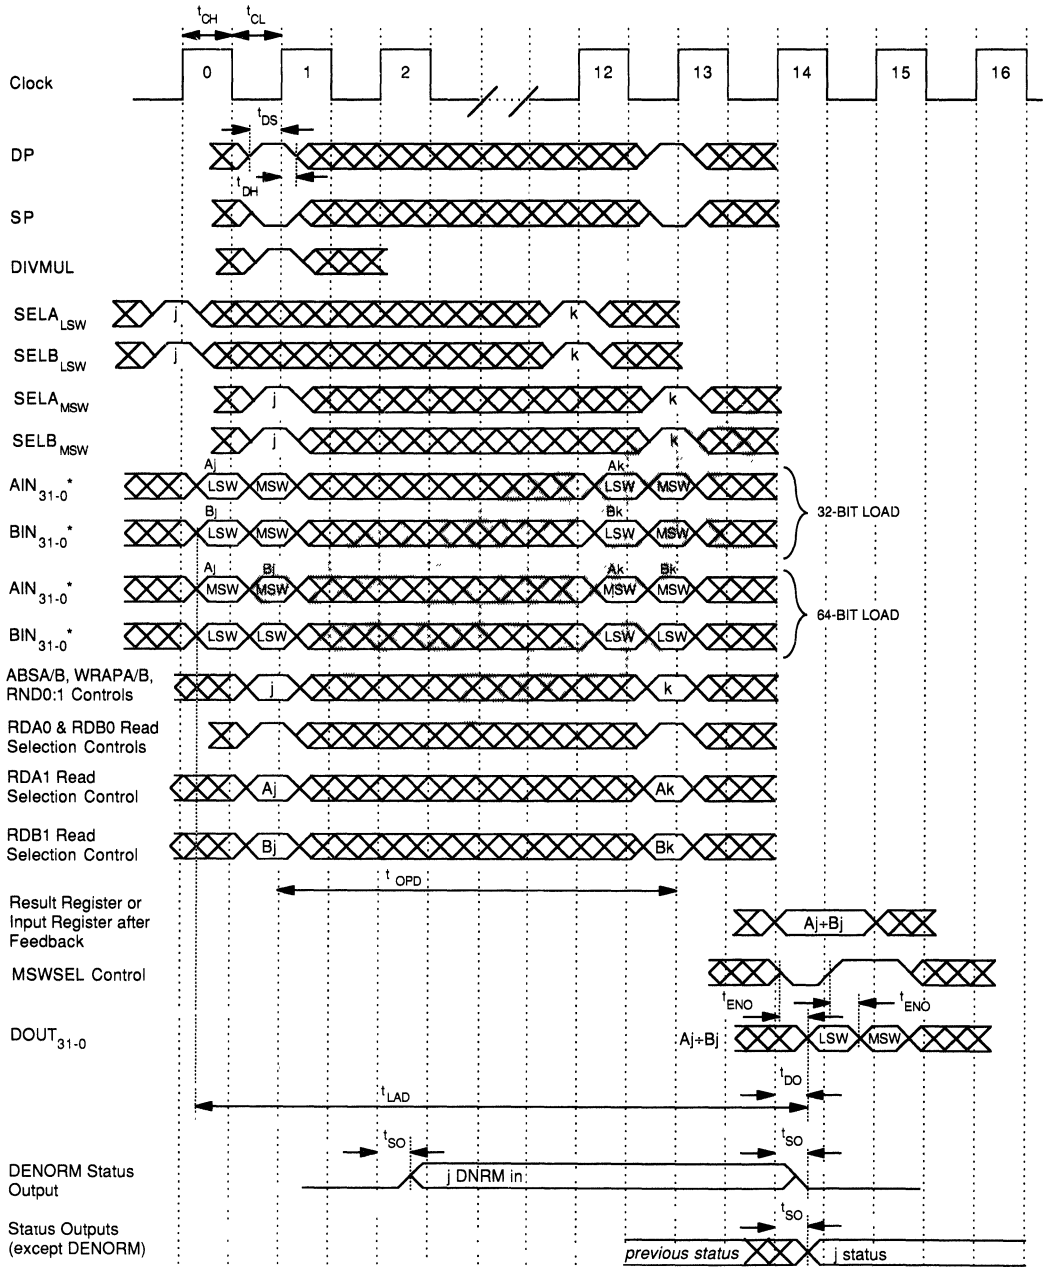 tCH tCL
Clock 0 1 2 12 13 14 15 16
tDS
DP
tDH
SP
DIVMUL
SELALSW j k
SELBLSW j k
SELAMSW j k
SELBMSW j k
Aj Ak
AIN31-0* LSW MSW LSW MSW
32-BIT LOAD
Bj Bk
BIN31-0* LSW MSW LSW MSW
Aj Bj Ak Bk
AIN31-0* MSW MSW MSW MSW
64-BIT LOAD
BIN31-0* LSW LSW LSW LSW
ABSA/B, WRAPA/B,
RND0:1 Controls j k
RDA0 & RDB0 Read
Selection Controls
RDA1 Read
Selection Control Aj Ak
RDB1 Read
Selection Control Bj Bk
t OPD
Result Register or
Input Register after
Feedback Aj÷Bj
MSWSEL Control
tENO tENO
DOUT31-0 Aj÷Bj LSW MSW
tDO
tLAD
tSO tSO
DENORM Status
Output j DNRM in
tSO
Status Outputs
(except DENORM) previous status j status